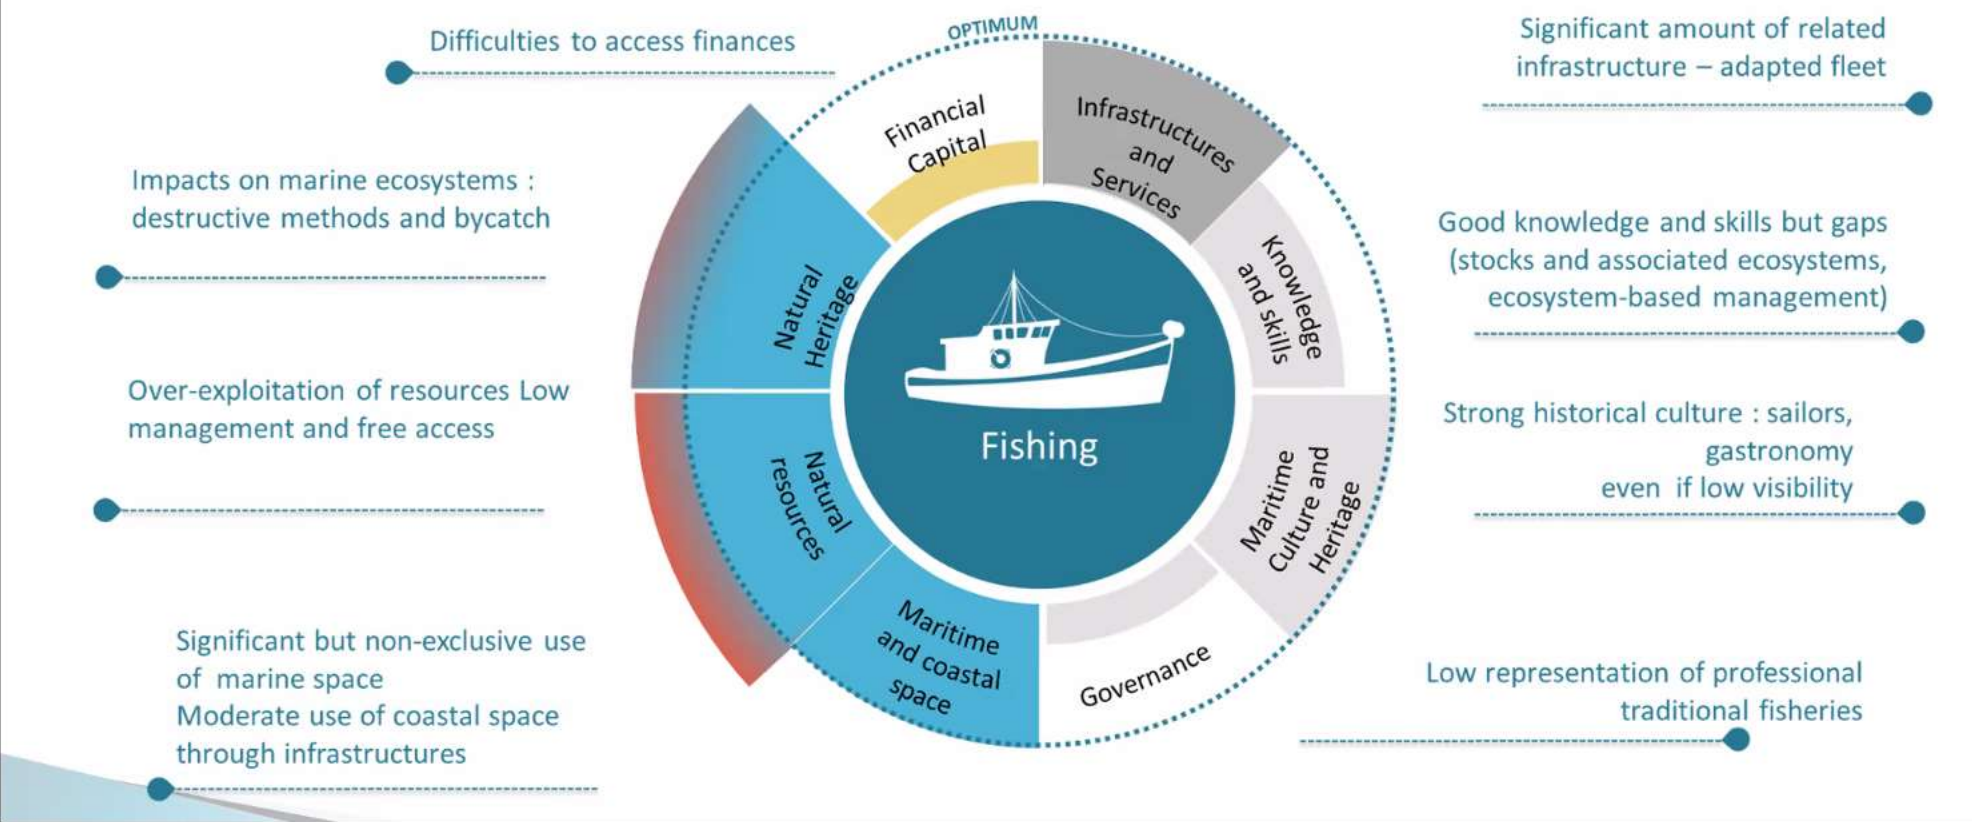 OPTIMUM
Difficulties to access finances
Impacts on marine ecosystems :
destructive methods and bycatch
Over-exploitation of resources Low
management and free access
Significant but non-exclusive use
of marine space
Moderate use of coastal space
through infrastructures
Financial
Capital
Infrastructures
and
Services
Knowledge
and skills
Maritime
Culture and
Heritage
Governance
Maritime
and coastal
space
Natural
resources
Natural
Heritage
Fishing
Significant amount of related
infrastructure – adapted fleet
Good knowledge and skills but gaps
(stocks and associated ecosystems,
ecosystem-based management)
Strong historical culture : sailors,
gastronomy
even if low visibility
Low representation of professional
traditional fisheries